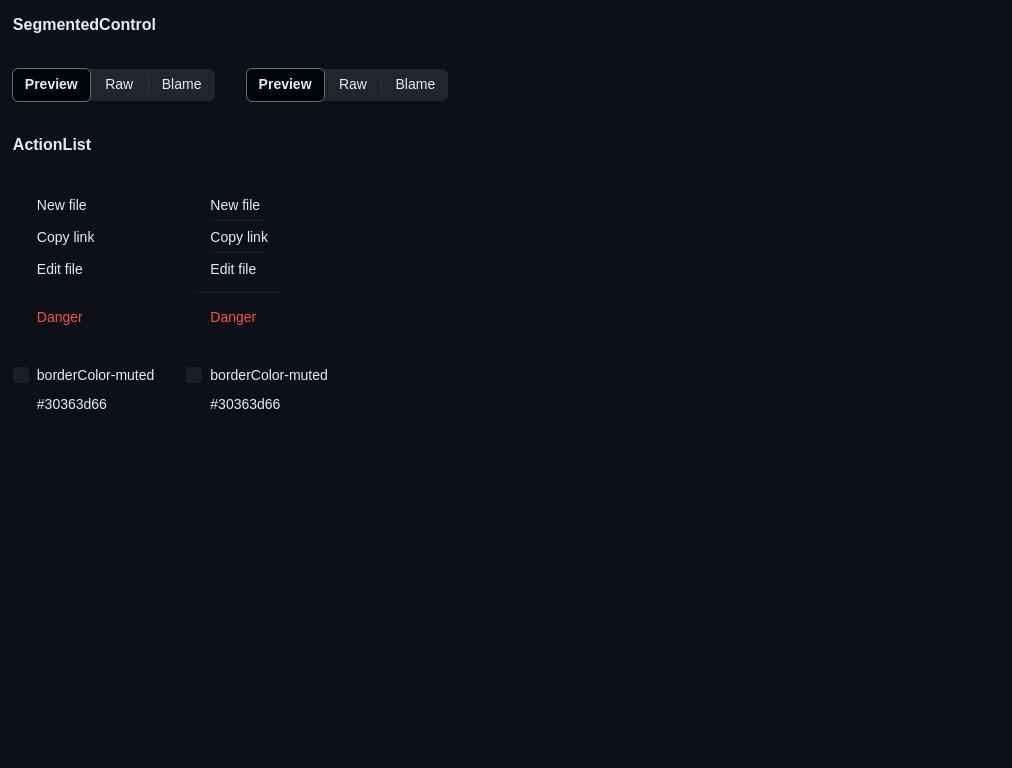 SegmentedControl
Preview Raw Blame Preview Raw Blame
ActionList
New file New file
Copy link Copy link
Edit file Edit file
Danger Danger
borderColor-muted borderColor-muted
#30363d66 #30363d66